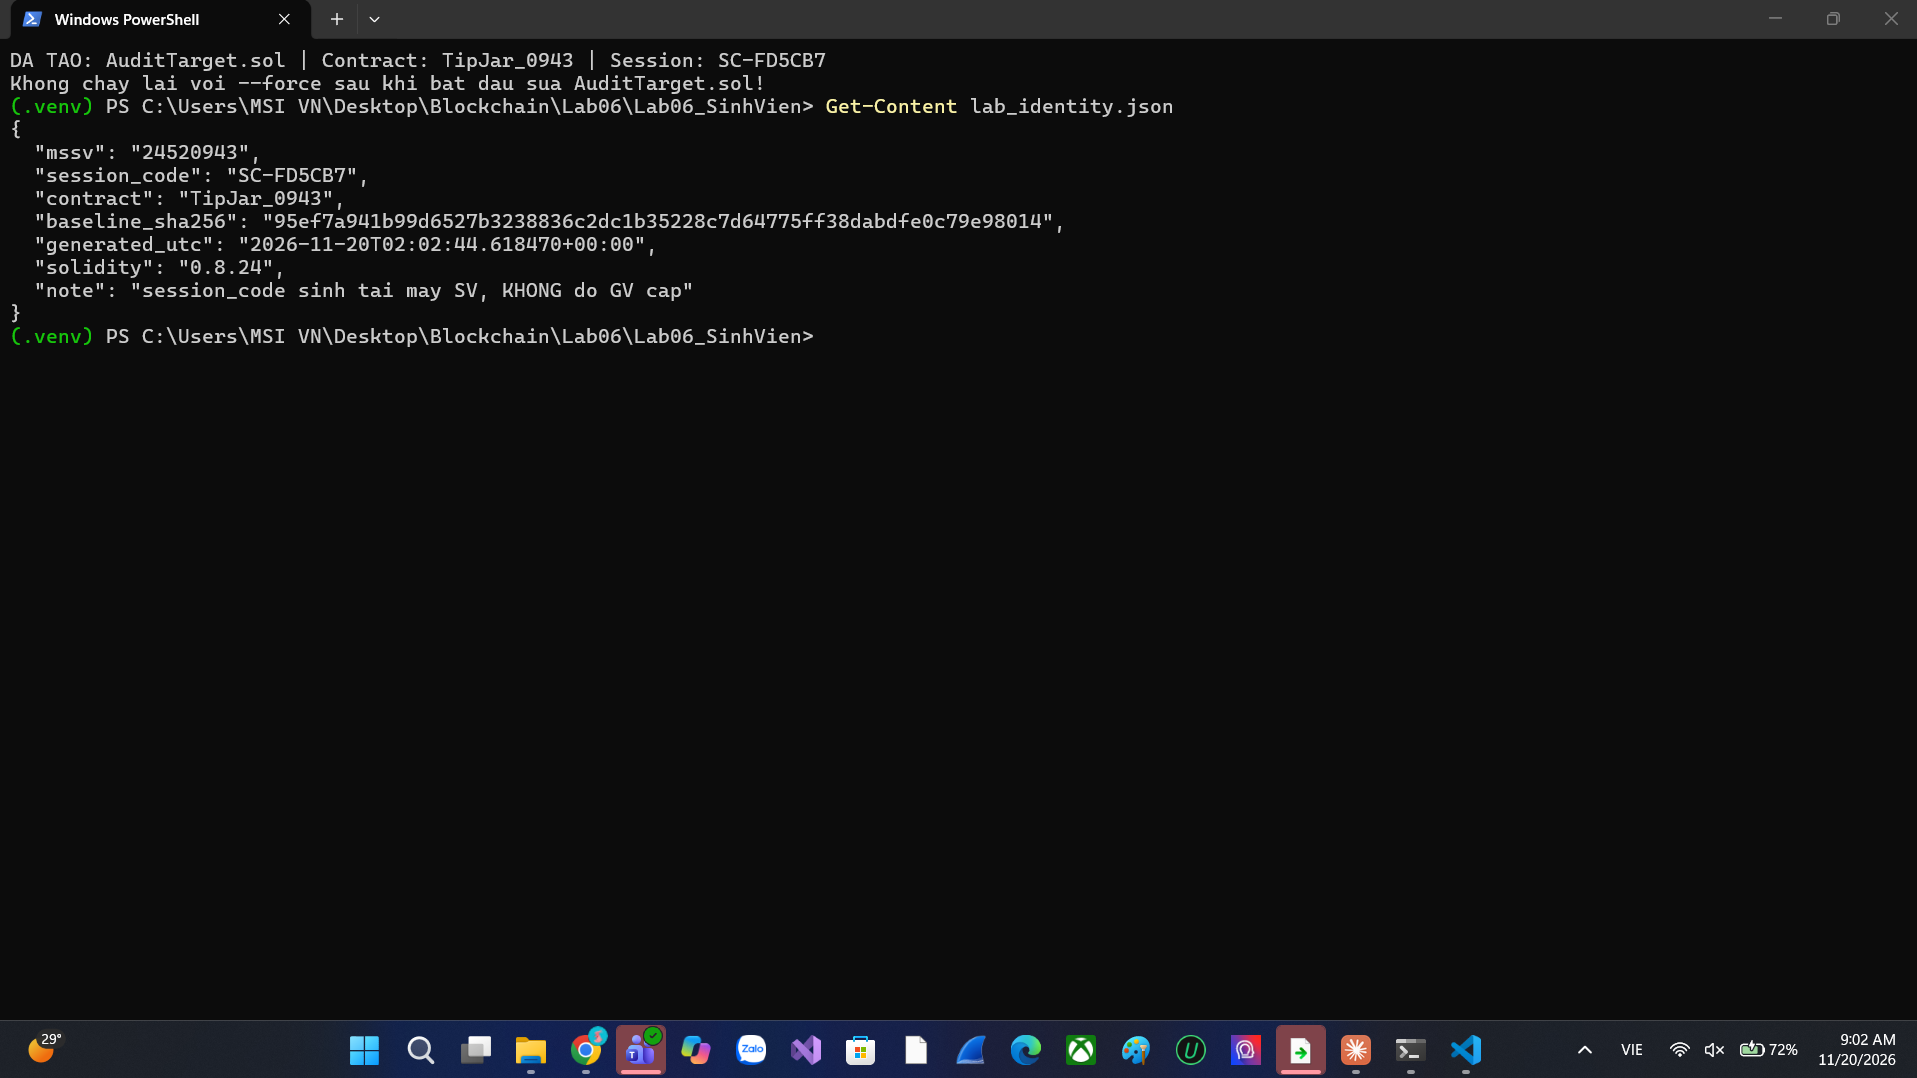 Windows PowerShell
DA TAO: AuditTarget.sol | Contract: TipJar_0943 | Session: SC-FD5CB7
Khong chay lai voi --force sau khi bat dau sua AuditTarget.sol!
(.venv) PS C:\Users\MSI VN\Desktop\Blockchain\Lab06\Lab06_SinhVien> Get-Content lab_identity.json
{
  "mssv": "24520943",
  "session_code": "SC-FD5CB7",
  "contract": "TipJar_0943",
  "baseline_sha256": "95ef7a941b99d6527b3238836c2dc1b35228c7d64775ff38dabdfe0c79e98014",
  "generated_utc": "2026-11-20T02:02:44.618470+00:00",
  "solidity": "0.8.24",
  "note": "session_code sinh tai may SV, KHONG do GV cap"
}
(.venv) PS C:\Users\MSI VN\Desktop\Blockchain\Lab06\Lab06_SinhVien>
29°
Zalo
VIE
72%
9:02 AM
11/20/2026